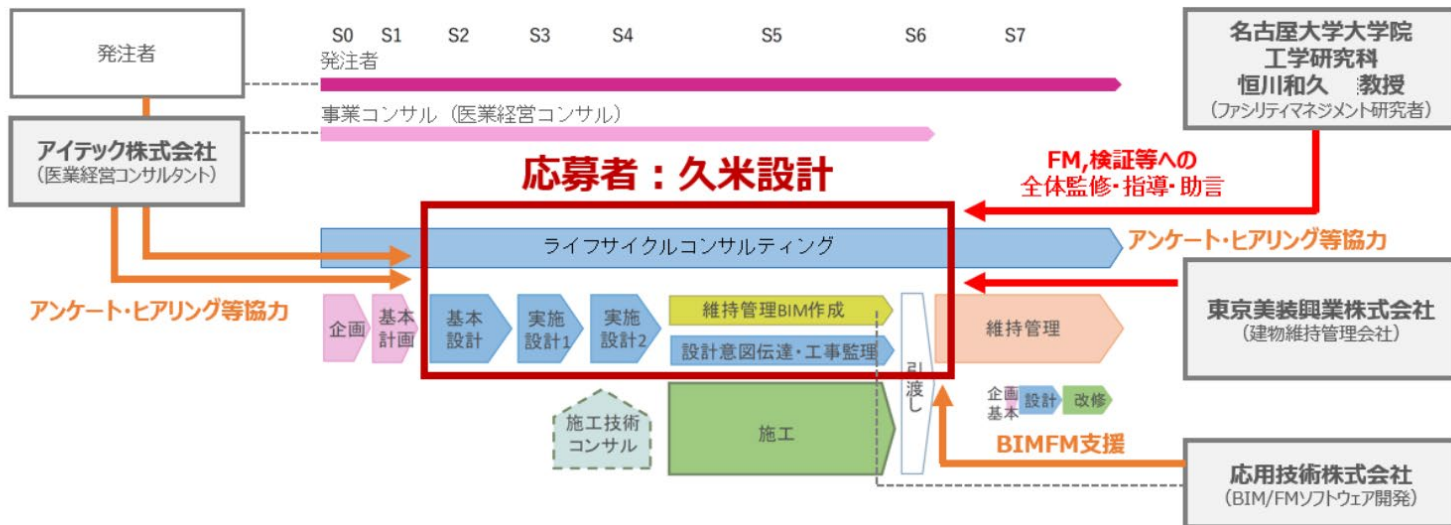 S0 S1 S2 S3 S4 S5 S6 S7
発注者
発注者
事業コンサル（医業経営コンサル）
アイテック株式会社
（医業経営コンサルタント）
名古屋大学大学院
工学研究科
恒川和久　教授
（ファシリティマネジメント研究者）
応募者：久米設計
FM,検証等への
全体監修・指導・助言
ライフサイクルコンサルティング
アンケート・ヒアリング等協力
アンケート・ヒアリング等協力
企画
基本
計画
基本
設計
実施
設計1
実施
設計2
維持管理BIM作成
設計意図伝達・工事監理
引渡し
維持管理
東京美装興業株式会社
（建物維持管理会社）
施工技術
コンサル
施工
企画
基本
設計
改修
BIMFM支援
応用技術株式会社
（BIM/FMソフトウェア開発）